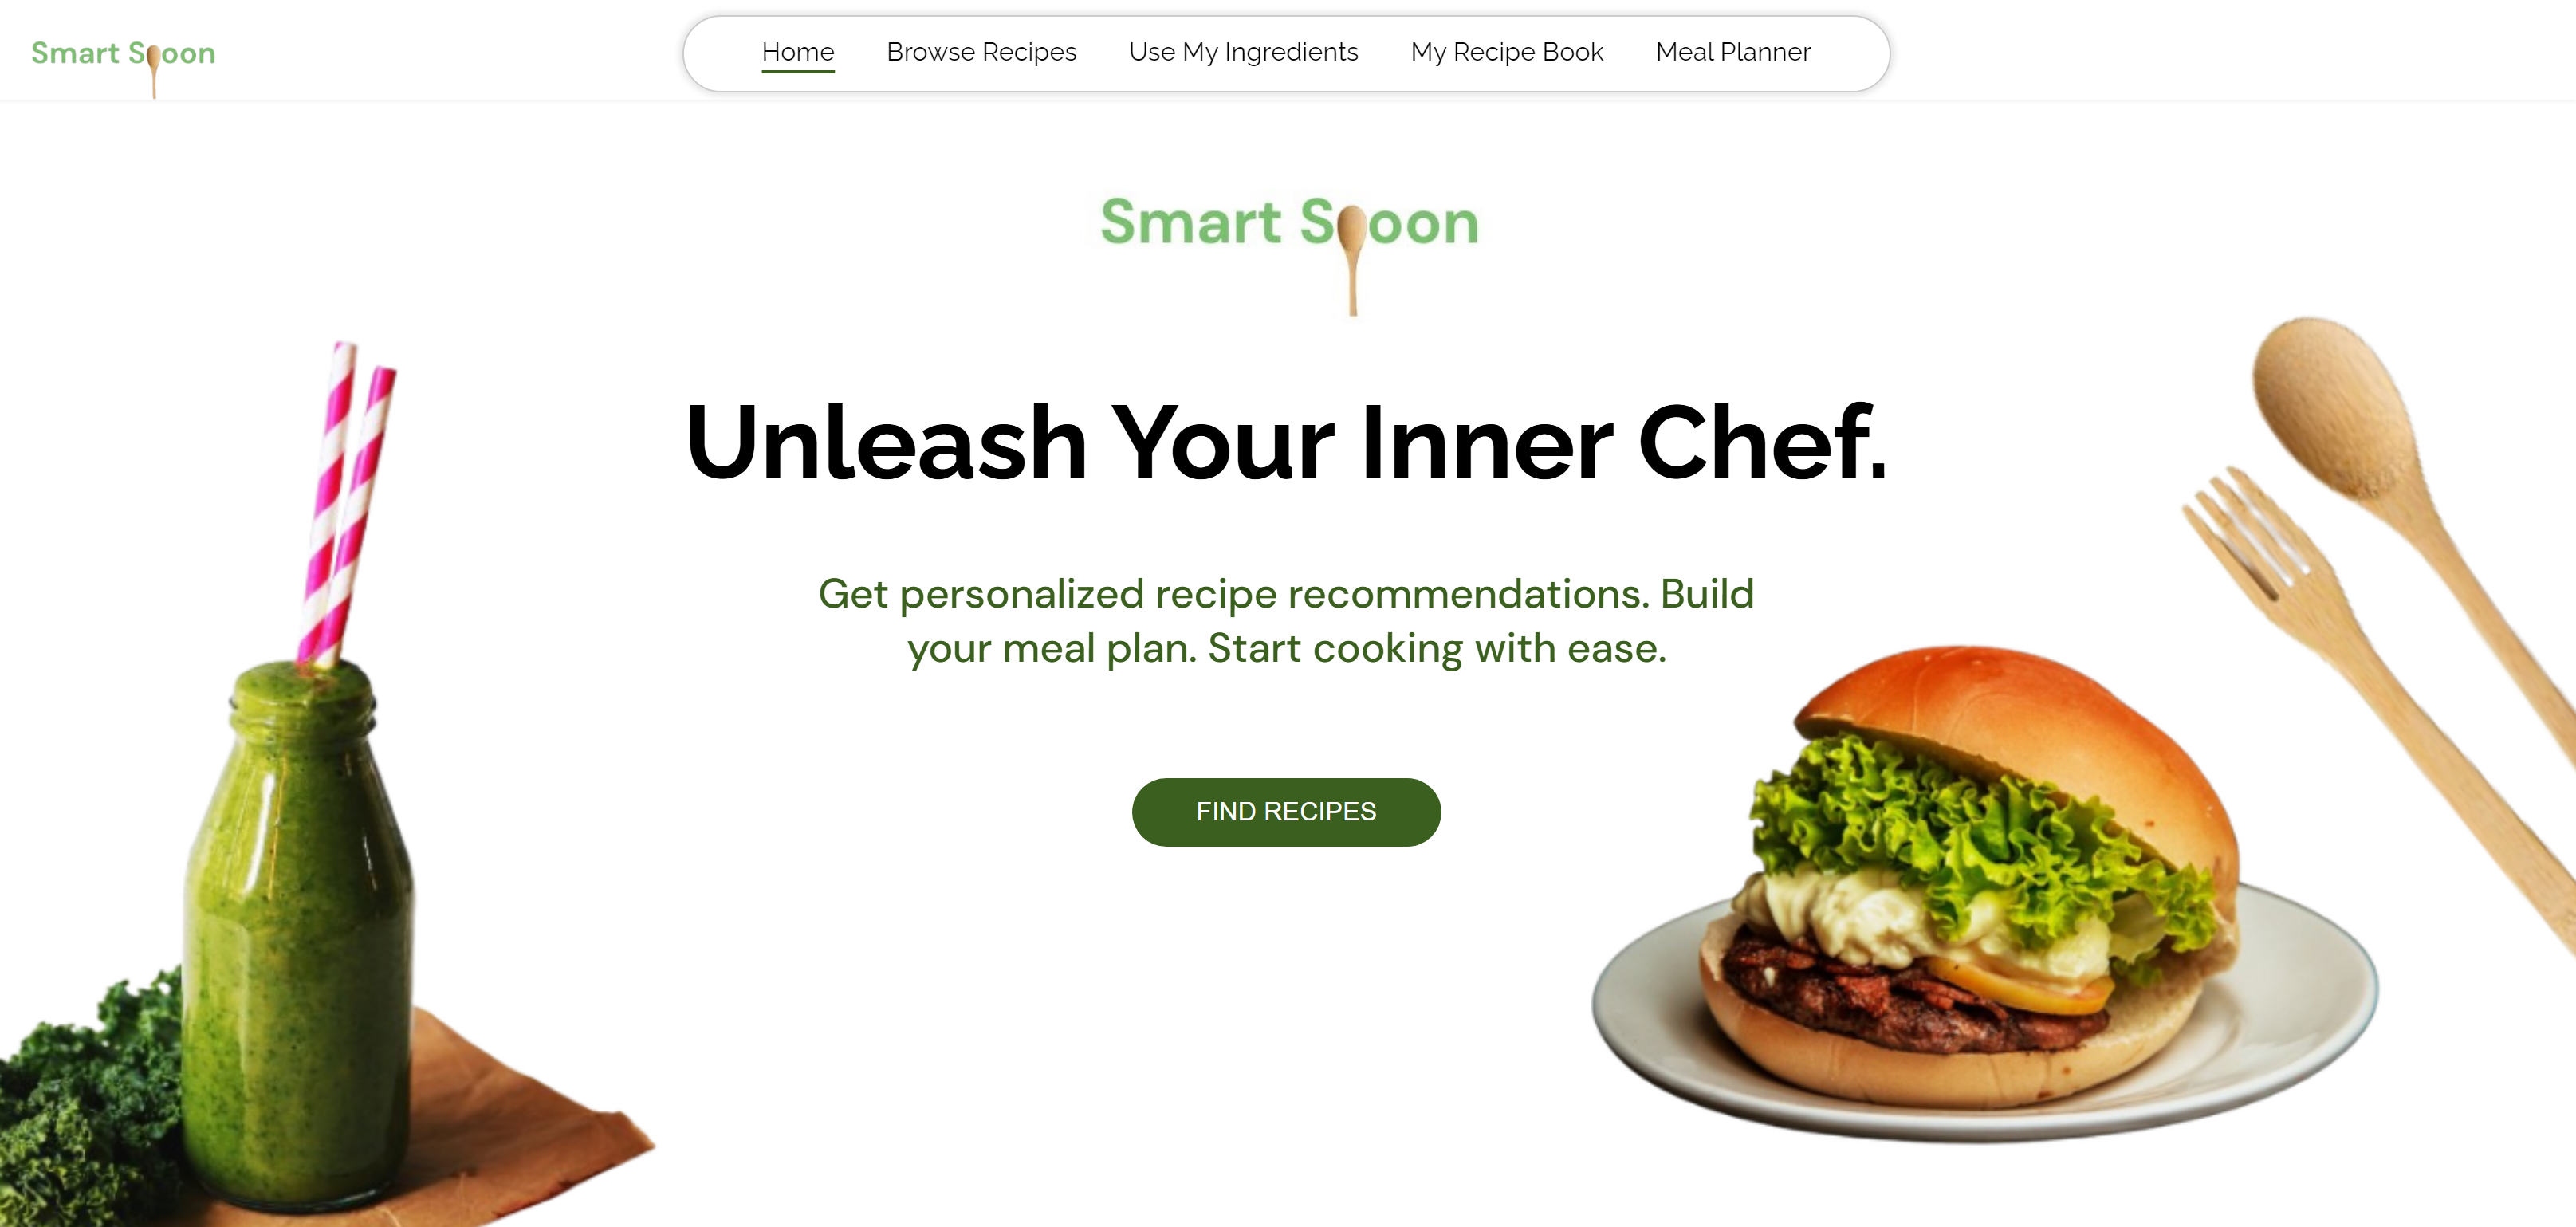 Smart Spoon
Home Browse Recipes Use My Ingredients My Recipe Book Meal Planner
Smart Spoon
Unleash Your Inner Chef.
Get personalized recipe recommendations. Build
your meal plan. Start cooking with ease.
FIND RECIPES